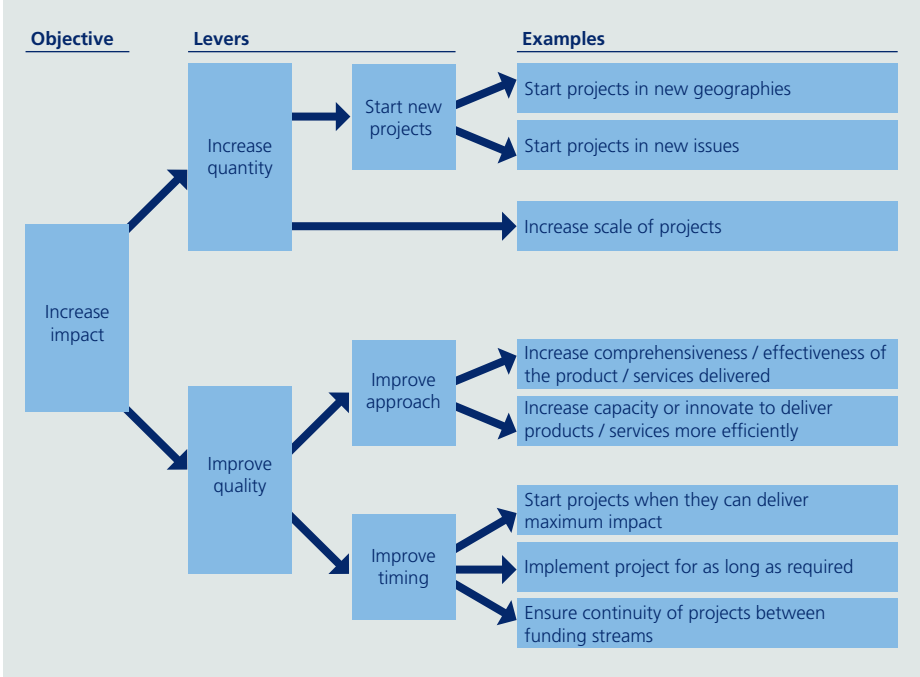 Objective
Levers
Examples
Increase
impact
Increase
quantity
Start new
projects
Start projects in new geographies
Start projects in new issues
Increase scale of projects
Improve
quality
Improve
approach
Increase comprehensiveness / effectiveness of
the product / services delivered
Increase capacity or innovate to deliver
products / services more efficiently
Improve
timing
Start projects when they can deliver
maximum impact
Implement project for as long as required
Ensure continuity of projects between
funding streams